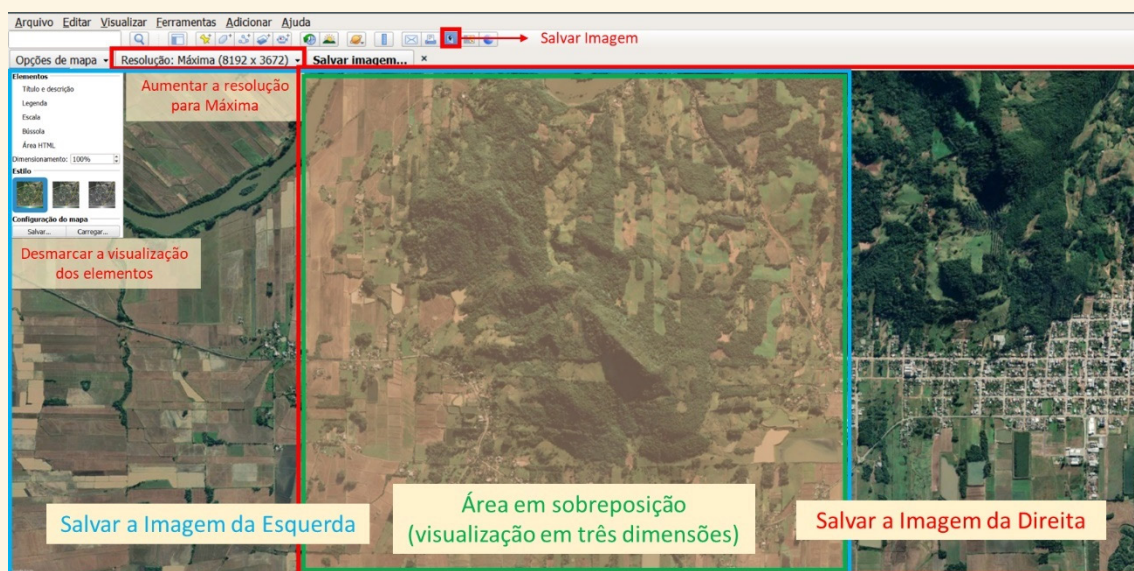 Arquivo Editar Visualizar Ferramentas Adicionar Ajuda
Salvar Imagem
Opções de mapa Resolução: Máxima (8192 x 3672) Salvar imagem... ×
Elementos
Título e descrição
Legenda
Escala
Bússola
Área HTML
Dimensionamento: 100%
Estilo
Configuração do mapa
Salvar... Carregar...
Aumentar a resolução
para Máxima
Desmarcar a visualização
dos elementos
Salvar a Imagem da Esquerda
Área em sobreposição
(visualização em três dimensões)
Salvar a Imagem da Direita